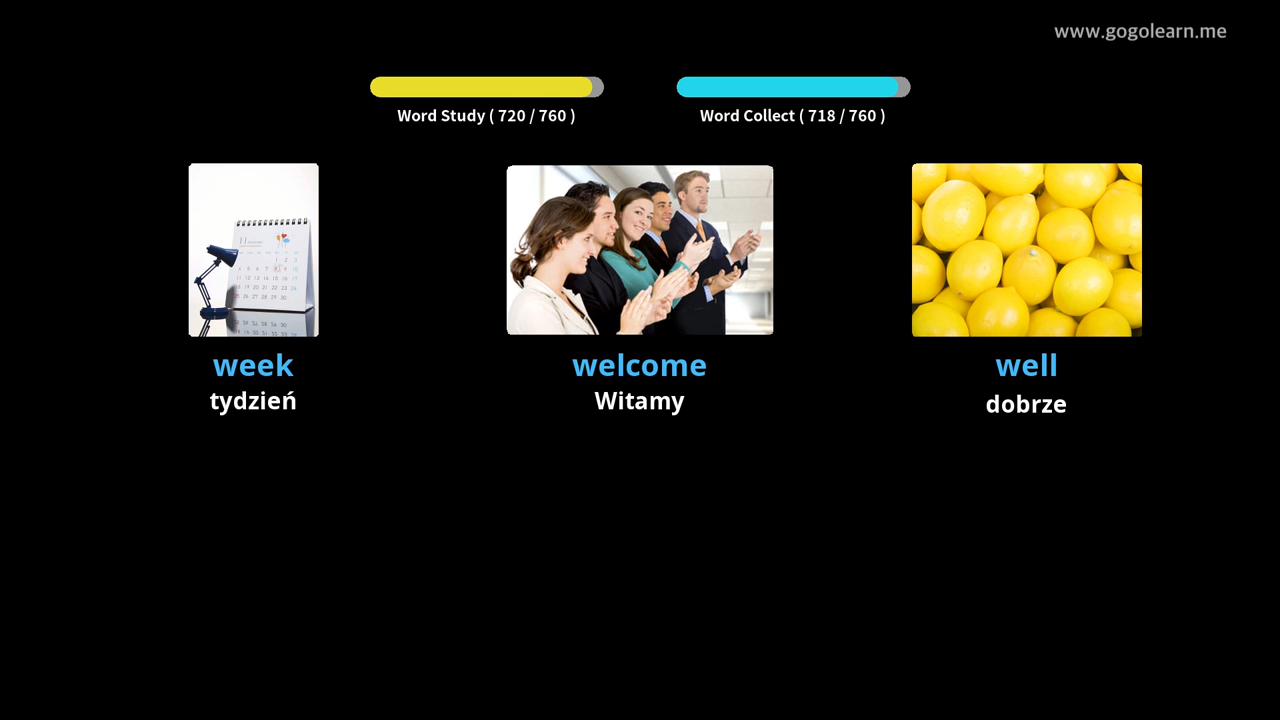 www.gogolearn.me
Word Study ( 720 / 760 )
Word Collect ( 718 / 760 )
week
welcome
well
tydzień
Witamy
dobrze